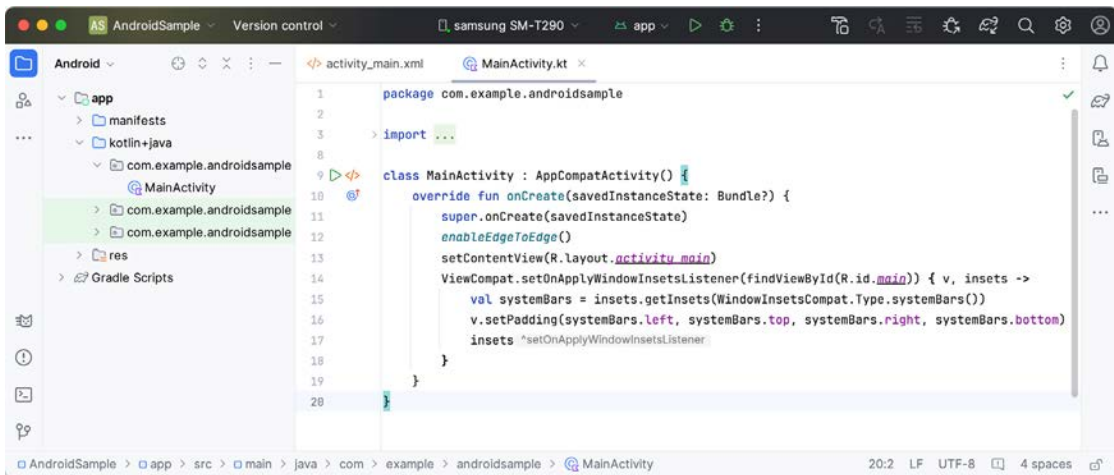 AS AndroidSample Version control samsung SM-T290 app
Android
activity_main.xml MainActivity.kt
app
manifests
kotlin+java
com.example.androidsample
MainActivity
com.example.androidsample
com.example.androidsample
res
Gradle Scripts
1 package com.example.androidsample
2
3 import ...
8
9 class MainActivity : AppCompatActivity() {
10 override fun onCreate(savedInstanceState: Bundle?) {
11 super.onCreate(savedInstanceState)
12 enableEdgeToEdge()
13 setContentView(R.layout.activity_main)
14 ViewCompat.setOnApplyWindowInsetsListener(findViewById(R.id.main)) { v, insets ->
15 val systemBars = insets.getInsets(WindowInsetsCompat.Type.systemBars())
16 v.setPadding(systemBars.left, systemBars.top, systemBars.right, systemBars.bottom)
17 insets ^setOnApplyWindowInsetsListener
18 }
19 }
20 }
AndroidSample > app > src > main > java > com > example > androidsample > MainActivity 20:2 LF UTF-8 4 spaces